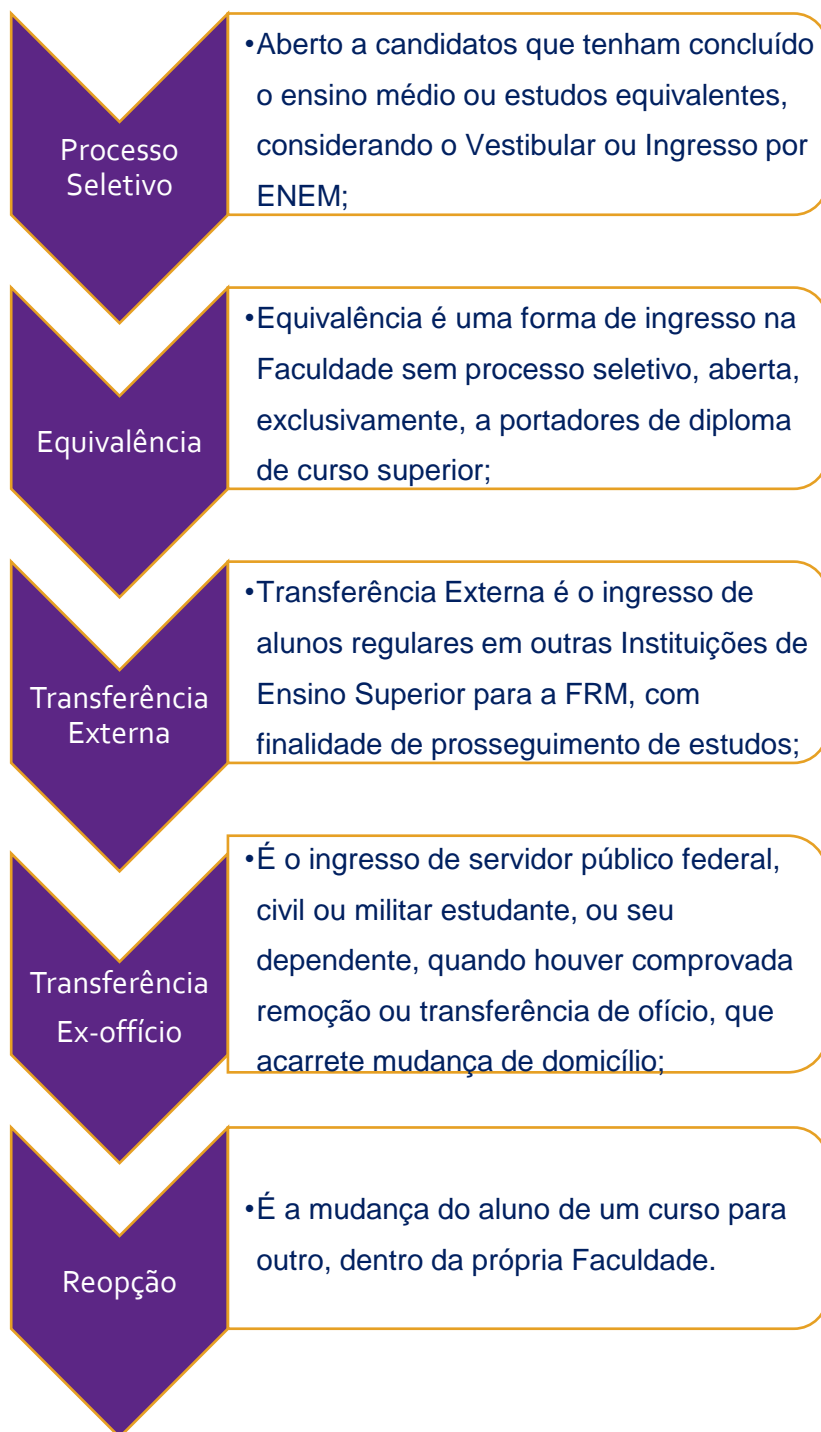 Processo
Seletivo
•Aberto a candidatos que tenham concluído
o ensino médio ou estudos equivalentes,
considerando o Vestibular ou Ingresso por
ENEM;
Equivalência
•Equivalência é uma forma de ingresso na
Faculdade sem processo seletivo, aberta,
exclusivamente, a portadores de diploma
de curso superior;
Transferência
Externa
•Transferência Externa é o ingresso de
alunos regulares em outras Instituições de
Ensino Superior para a FRM, com
finalidade de prosseguimento de estudos;
Transferência
Ex-offício
•É o ingresso de servidor público federal,
civil ou militar estudante, ou seu
dependente, quando houver comprovada
remoção ou transferência de ofício, que
acarrete mudança de domicílio;
Reopção
•É a mudança do aluno de um curso para
outro, dentro da própria Faculdade.